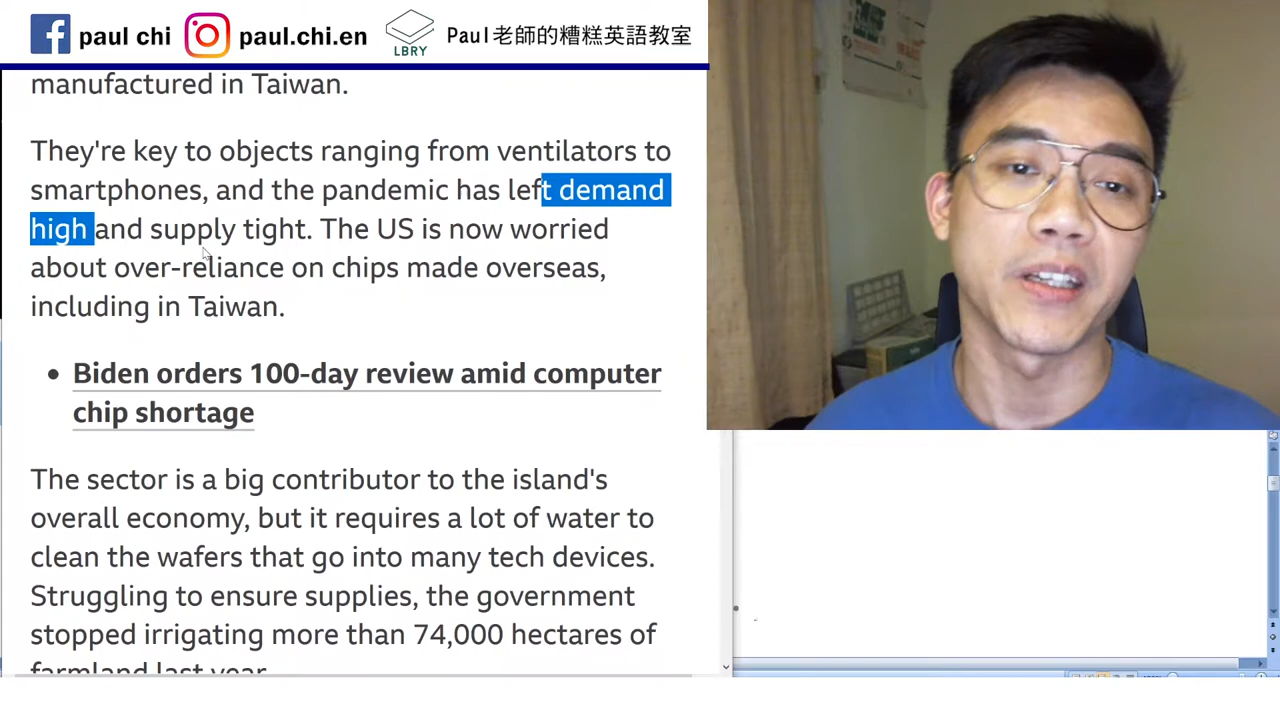 paul chi paul.chi.en LBRY Paul老師的糟糕英語教室
manufactured in Taiwan.
They're key to objects ranging from ventilators to
smartphones, and the pandemic has left demand
high and supply tight. The US is now worried
about over-reliance on chips made overseas,
including in Taiwan.
Biden orders 100-day review amid computer
chip shortage
The sector is a big contributor to the island's
overall economy, but it requires a lot of water to
clean the wafers that go into many tech devices.
Struggling to ensure supplies, the government
stopped irrigating more than 74,000 hectares of
farmland last year